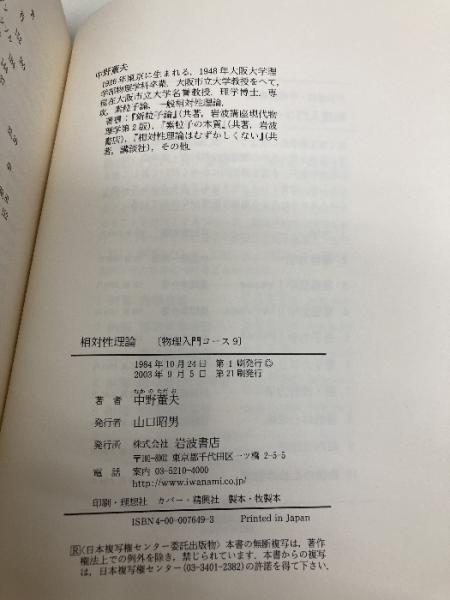 中野董夫
1926年東京に生まれる．1948年大阪大学理
学部物理学科卒業．大阪市立大学教授をへて，
現在大阪市立大学名誉教授．理学博士．専
攻，素粒子論，一般相対性理論．
著書：『新粒子論』(共著，岩波講座現代物
理学第2版)，『素粒子の本質』(共著，岩波
書店)，『相対性理論はむずかしくない』(共
著，講談社)，その他．
相対性理論 〔物理入門コース9〕
1984年10月24日 第1刷発行©
2003年9月5日 第21刷発行
なかのただお
著者 中野董夫
発行者 山口昭男
発行所 株式会社 岩波書店
〒101-8002 東京都千代田区一ツ橋2-5-5
電話 案内 03-5210-4000
http://www.iwanami.co.jp/
印刷・理想社 カバー・精興社 製本・牧製本
ISBN4-00-007649-3 Printed in Japan
Ⓡ〈日本複写権センター委託出版物〉本書の無断複写は，著作
権法上での例外を除き，禁じられています．本書からの複写
は，日本複写権センター(03-3401-2382)の許諾を得て下さい．